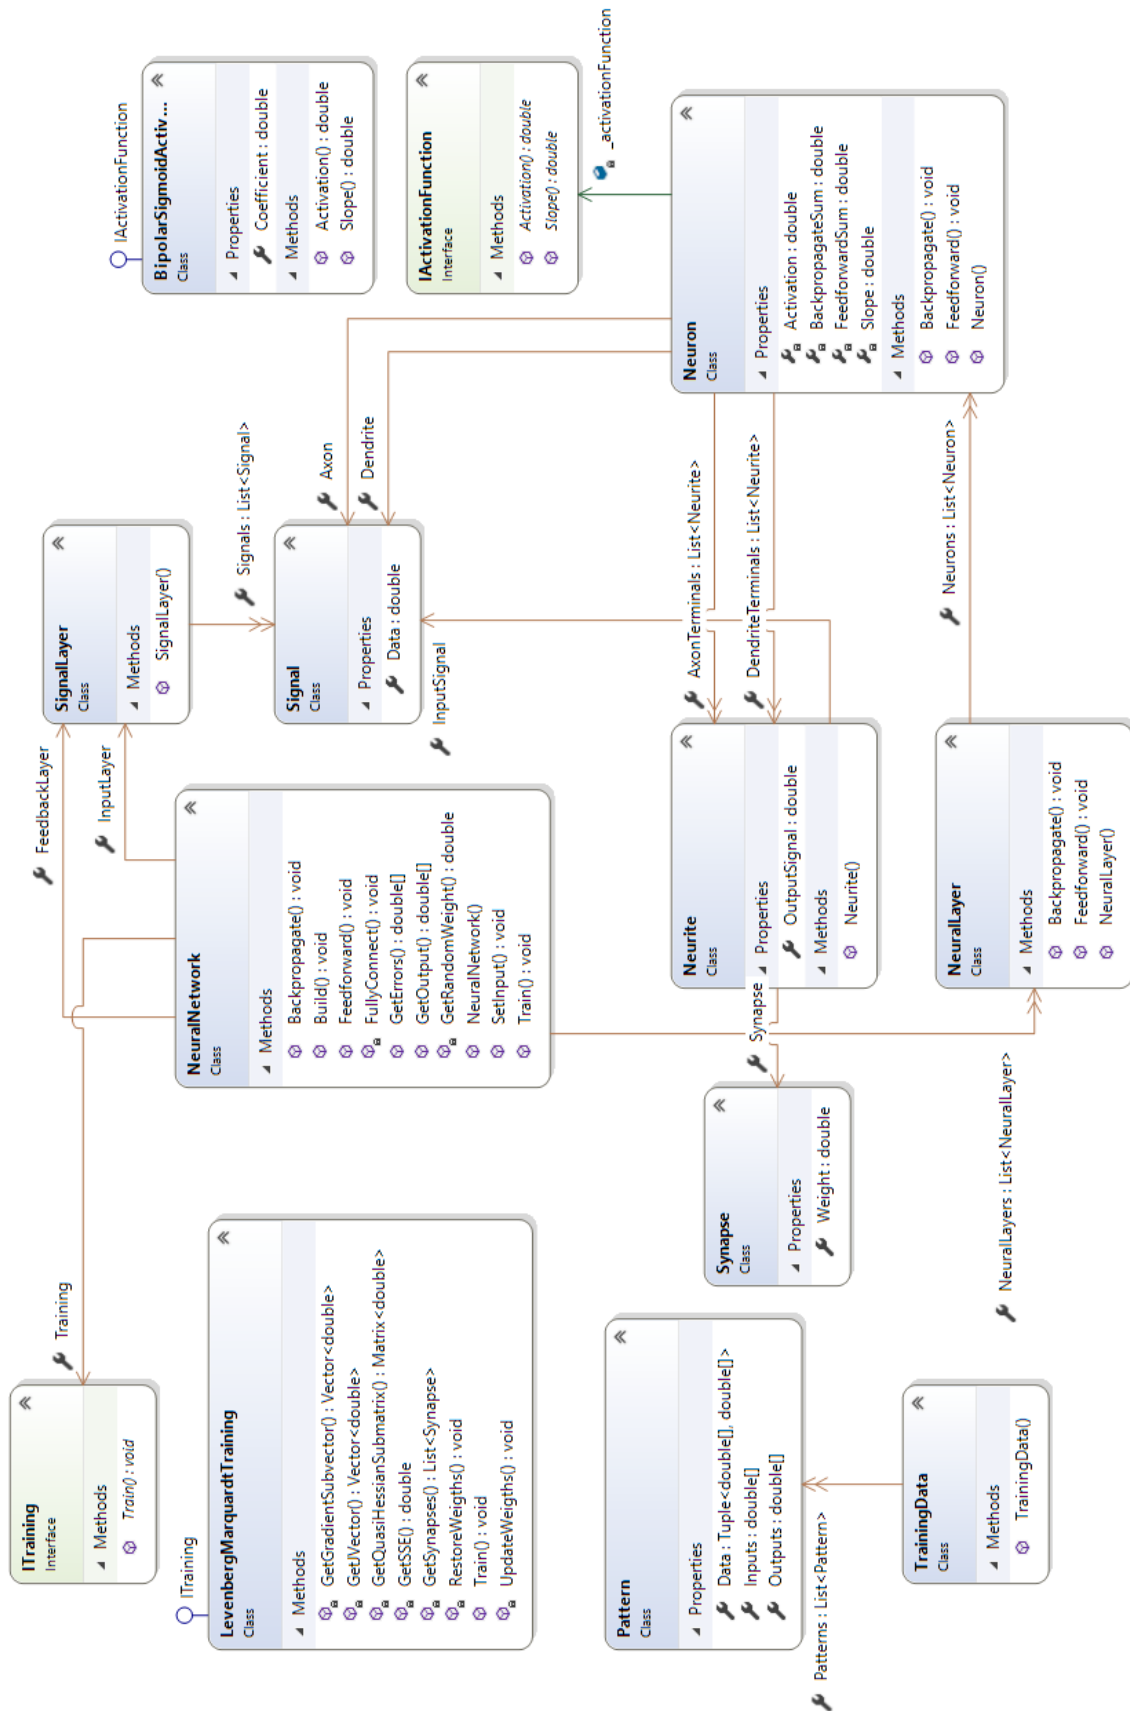 ITraining
Interface
Methods
Train() : void
Training
ITraining
LevenbergMarquardtTraining
Class
Methods
GetGradientSubvector() : Vector<double>
GetJVector() : Vector<double>
GetQuasiHessianSubmatrix() : Matrix<double>
GetSSE() : double
GetSynapses() : List<Synapse>
RestoreWeigths() : void
Train() : void
UpdateWeigths() : void
Pattern
Class
Properties
Data : Tuple<double[], double[]>
Inputs : double[]
Outputs : double[]
Patterns : List<Pattern>
TrainingData
Class
Methods
TrainingData()
FeedbackLayer
InputLayer
NeuralNetwork
Class
Methods
Backpropagate() : void
Build() : void
Feedforward() : void
FullyConnect() : void
GetErrors() : double[]
GetOutput() : double[]
GetRandomWeight() : double
NeuralNetwork()
SetInput() : void
Train() : void
Synapse
Class
Properties
Weight : double
Synapse
NeuralLayers : List<NeuralLayer>
Neurite
Class
Properties
OutputSignal : double
Methods
Neurite()
NeuralLayer
Class
Methods
Backpropagate() : void
Feedforward() : void
NeuralLayer()
SignalLayer
Class
Methods
SignalLayer()
Signals : List<Signal>
Signal
Class
Properties
Data : double
InputSignal
Axon
Dendrite
AxonTerminals : List<Neurite>
DendriteTerminals : List<Neurite>
Neurons : List<Neuron>
IActivationFunction
BipolarSigmoidActiv...
Class
Properties
Coefficient : double
Methods
Activation() : double
Slope() : double
IActivationFunction
Interface
Methods
Activation() : double
Slope() : double
_activationFunction
Neuron
Class
Properties
Activation : double
BackpropagateSum : double
FeedforwardSum : double
Slope : double
Methods
Backpropagate() : void
Feedforward() : void
Neuron()